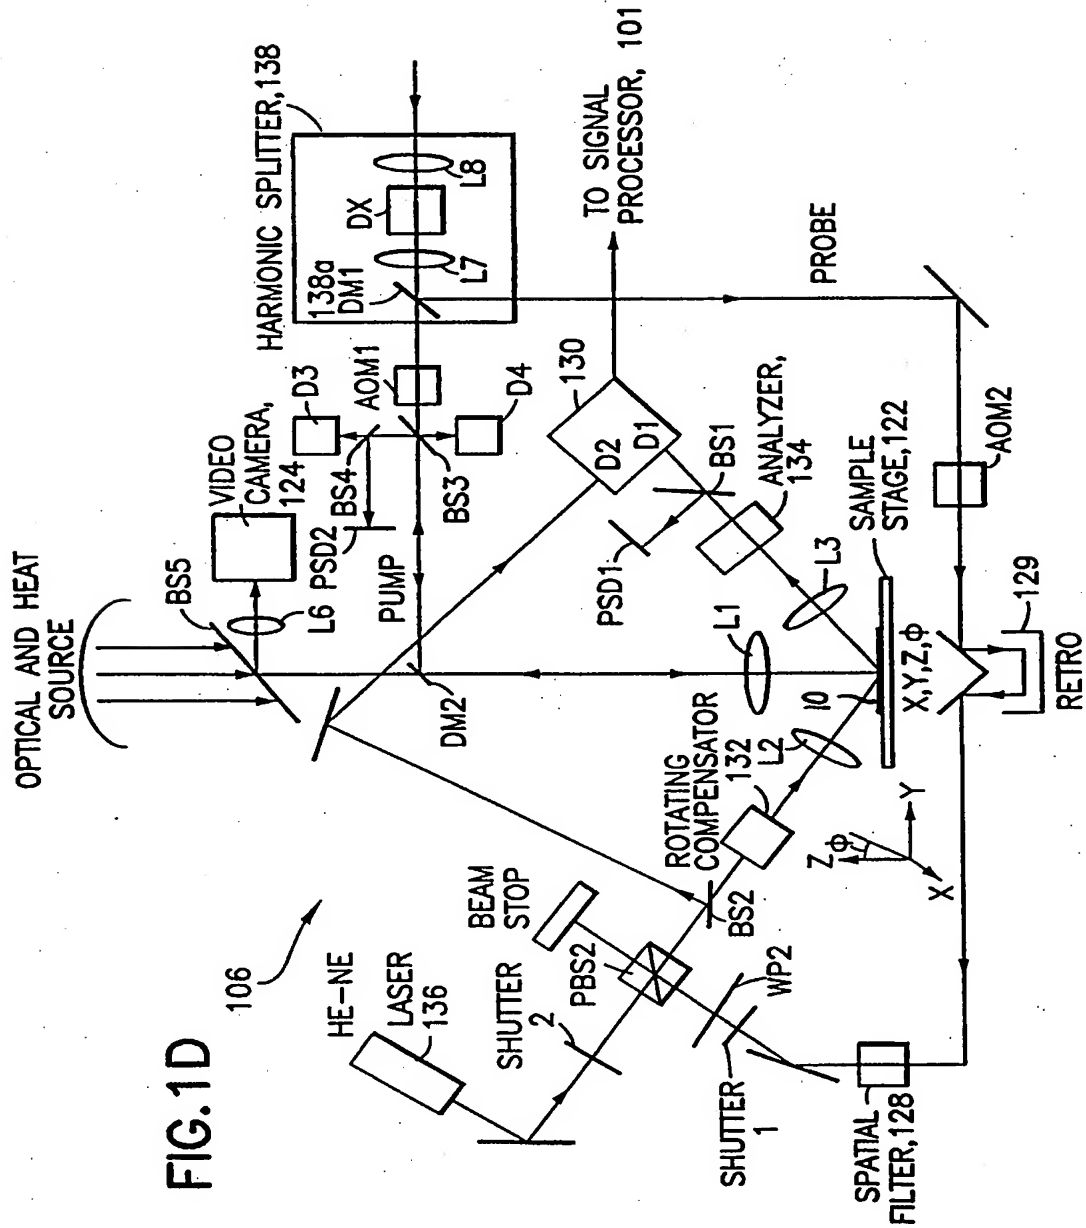 FIG.1D
106
OPTICAL AND HEAT
SOURCE
BS5
VIDEO
CAMERA,
124
L6
PSD2
BS4
D3
AOM1
D4
BS3
PUMP
DM2
HARMONIC SPLITTER,138
138a
DM1
DX
L7
L8
TO SIGNAL
PROCESSOR, 101
130
D2
D1
BS1
PSD1
ANALYZER,
134
L3
L1
PROBE
SAMPLE
STAGE,122
AOM2
X,Y,Z,ϕ
129
RETRO
10
L2
ROTATING
COMPENSATOR
132
BS2
BEAM
STOP
PBS2
HE-NE
LASER
136
SHUTTER
2
WP2
SHUTTER
1
SPATIAL
FILTER,128
Z
ϕ
Y
X